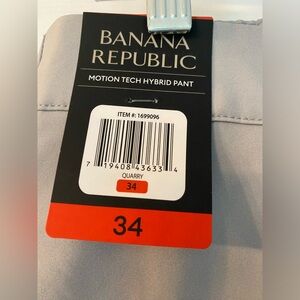 BANANA
REPUBLIC
MOTION TECH HYBRID PANT
ITEM #: 1699096
7 19408 43633 4
QUARRY
34
34